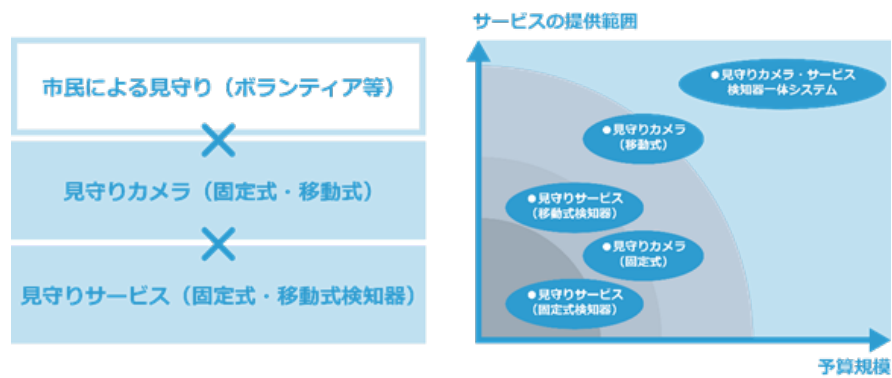 市民による見守り（ボランティア等）
×
見守りカメラ（固定式・移動式）
×
見守りサービス（固定式・移動式検知器）
サービスの提供範囲
●見守りカメラ・サービス
検知器一体システム
●見守りカメラ
（移動式）
●見守りサービス
（移動式検知器）
●見守りカメラ
（固定式）
●見守りサービス
（固定式検知器）
予算規模